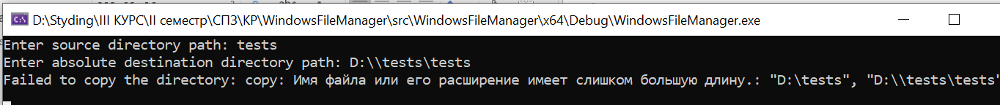 D:\Styding\III КУРС\II семестр\СПЗ\КР\WindowsFileManager\src\WindowsFileManager\x64\Debug\WindowsFileManager.exe
Enter source directory path: tests
Enter absolute destination directory path: D:\\tests\tests
Failed to copy the directory: copy: Имя файла или его расширение имеет слишком большую длину.: "D:\tests", "D:\\tests\tests"